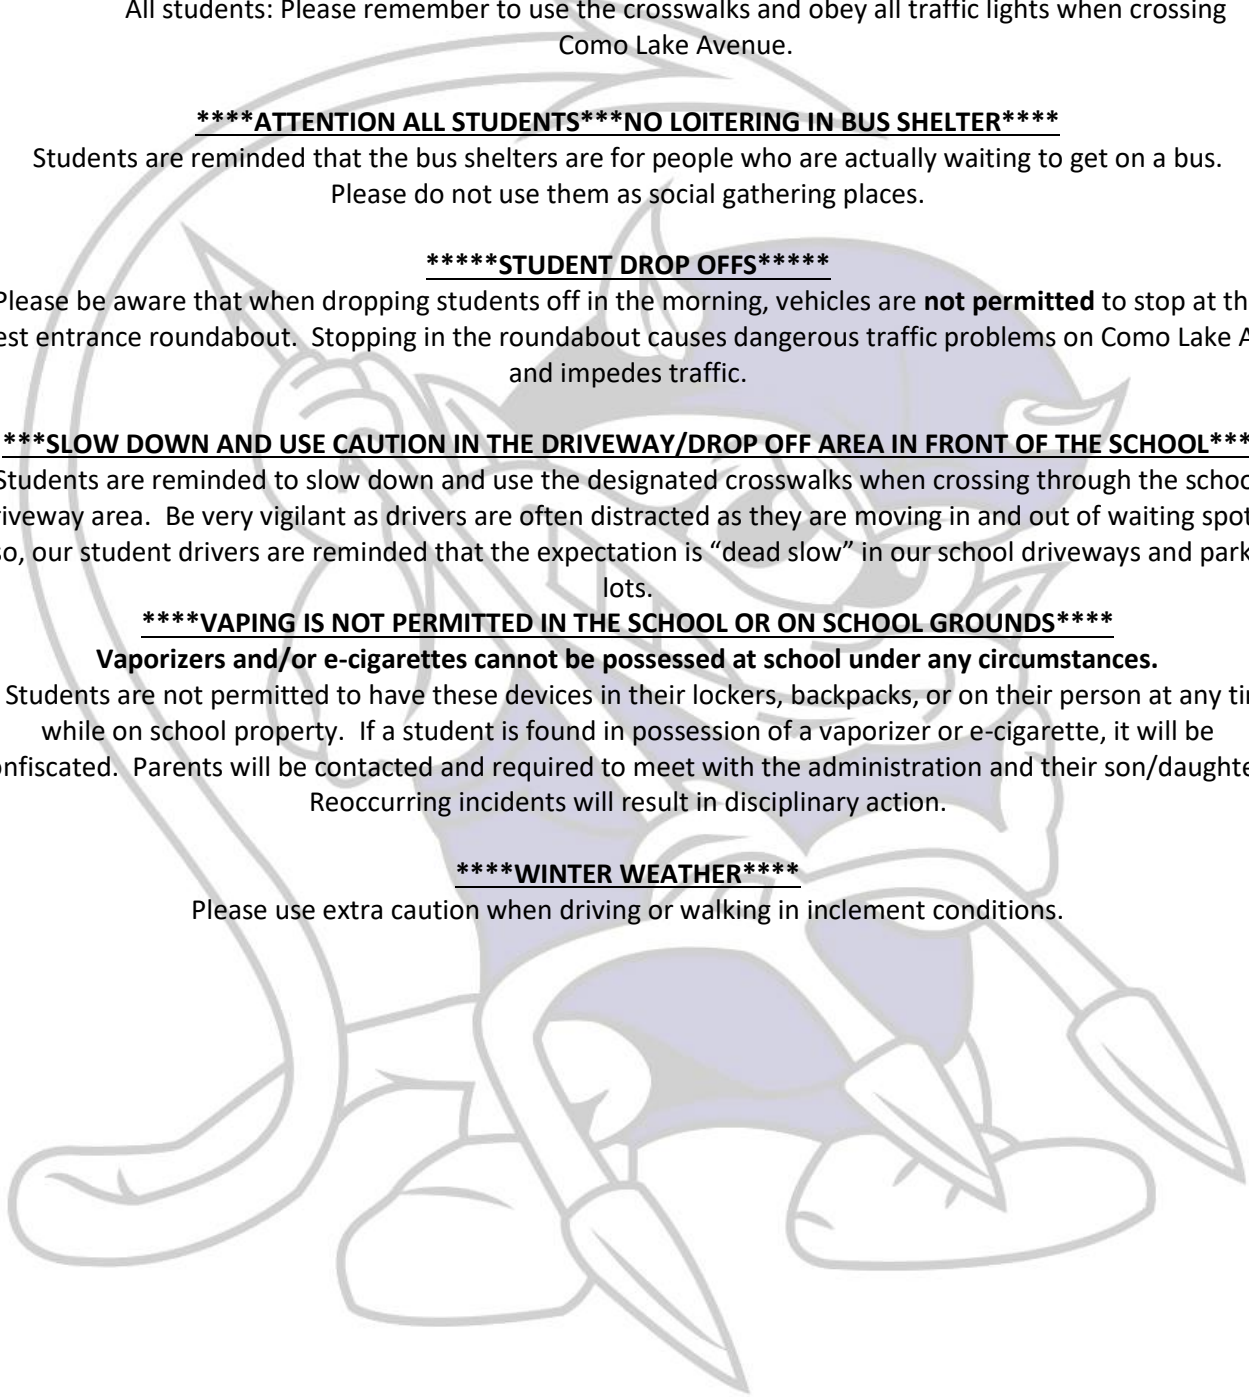 All students: Please remember to use the crosswalks and obey all traffic lights when crossing
Como Lake Avenue.
****ATTENTION ALL STUDENTS***NO LOITERING IN BUS SHELTER****
Students are reminded that the bus shelters are for people who are actually waiting to get on a bus.
Please do not use them as social gathering places.
*****STUDENT DROP OFFS*****
Please be aware that when dropping students off in the morning, vehicles are not permitted to stop at th
est entrance roundabout.  Stopping in the roundabout causes dangerous traffic problems on Como Lake A
and impedes traffic.
***SLOW DOWN AND USE CAUTION IN THE DRIVEWAY/DROP OFF AREA IN FRONT OF THE SCHOOL***
Students are reminded to slow down and use the designated crosswalks when crossing through the schoo
iveway area.  Be very vigilant as drivers are often distracted as they are moving in and out of waiting spot
so, our student drivers are reminded that the expectation is “dead slow” in our school driveways and park
lots.
****VAPING IS NOT PERMITTED IN THE SCHOOL OR ON SCHOOL GROUNDS****
Vaporizers and/or e-cigarettes cannot be possessed at school under any circumstances.
Students are not permitted to have these devices in their lockers, backpacks, or on their person at any ti
while on school property.  If a student is found in possession of a vaporizer or e-cigarette, it will be
onfiscated.  Parents will be contacted and required to meet with the administration and their son/daughte
Reoccurring incidents will result in disciplinary action.
****WINTER WEATHER****
Please use extra caution when driving or walking in inclement conditions.